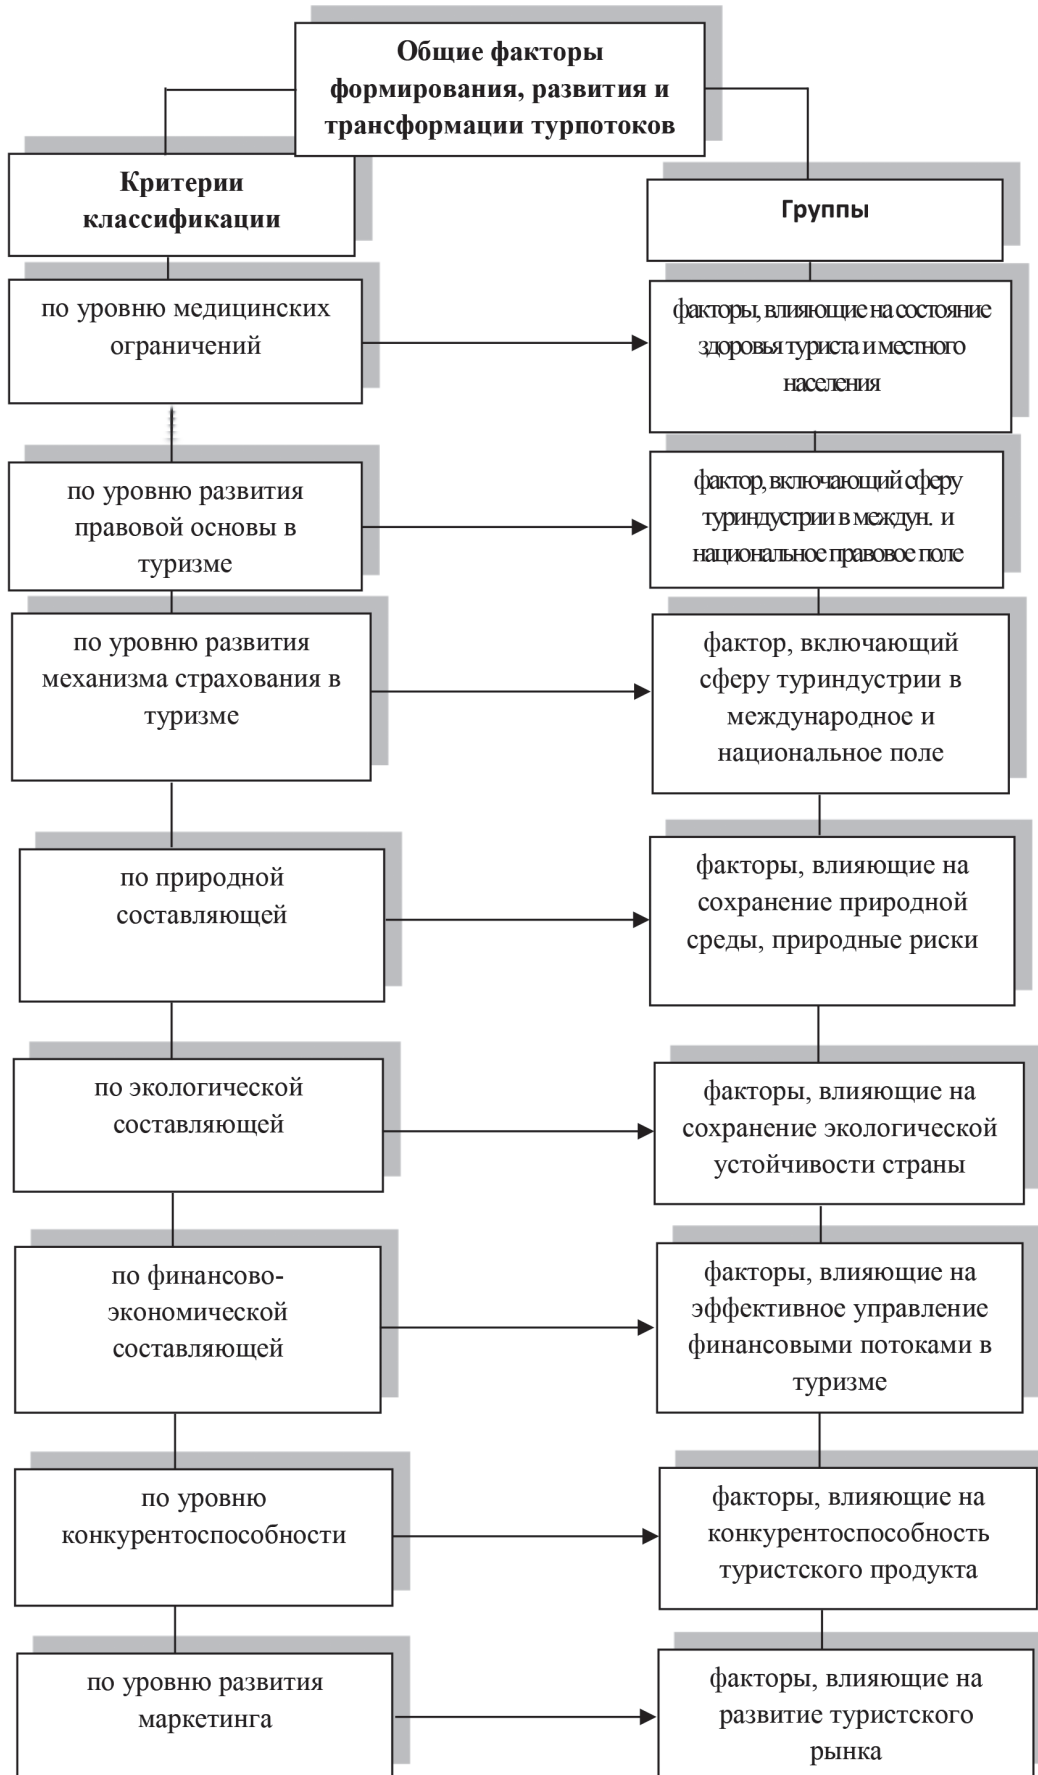 Общие факторы
формирования, развития и
трансформации турпотоков
Критерии
классификации
Группы
по уровню медицинских
ограничений
факторы, влияющие на состояние
здоровья туриста и местного
населения
по уровню развития
правовой основы в
туризме
фактор, включающий сферу
туриндустрии в междун. и
национальное правовое поле
по уровню развития
механизма страхования в
туризме
фактор, включающий
сферу туриндустрии в
международное и
национальное поле
по природной
составляющей
факторы, влияющие на
сохранение природной
среды, природные риски
по экологической
составляющей
факторы, влияющие на
сохранение экологической
устойчивости страны
по финансово-
экономической
составляющей
факторы, влияющие на
эффективное управление
финансовыми потоками в
туризме
по уровню
конкурентоспособности
факторы, влияющие на
конкурентоспособность
туристского продукта
по уровню развития
маркетинга
факторы, влияющие на
развитие туристского
рынка